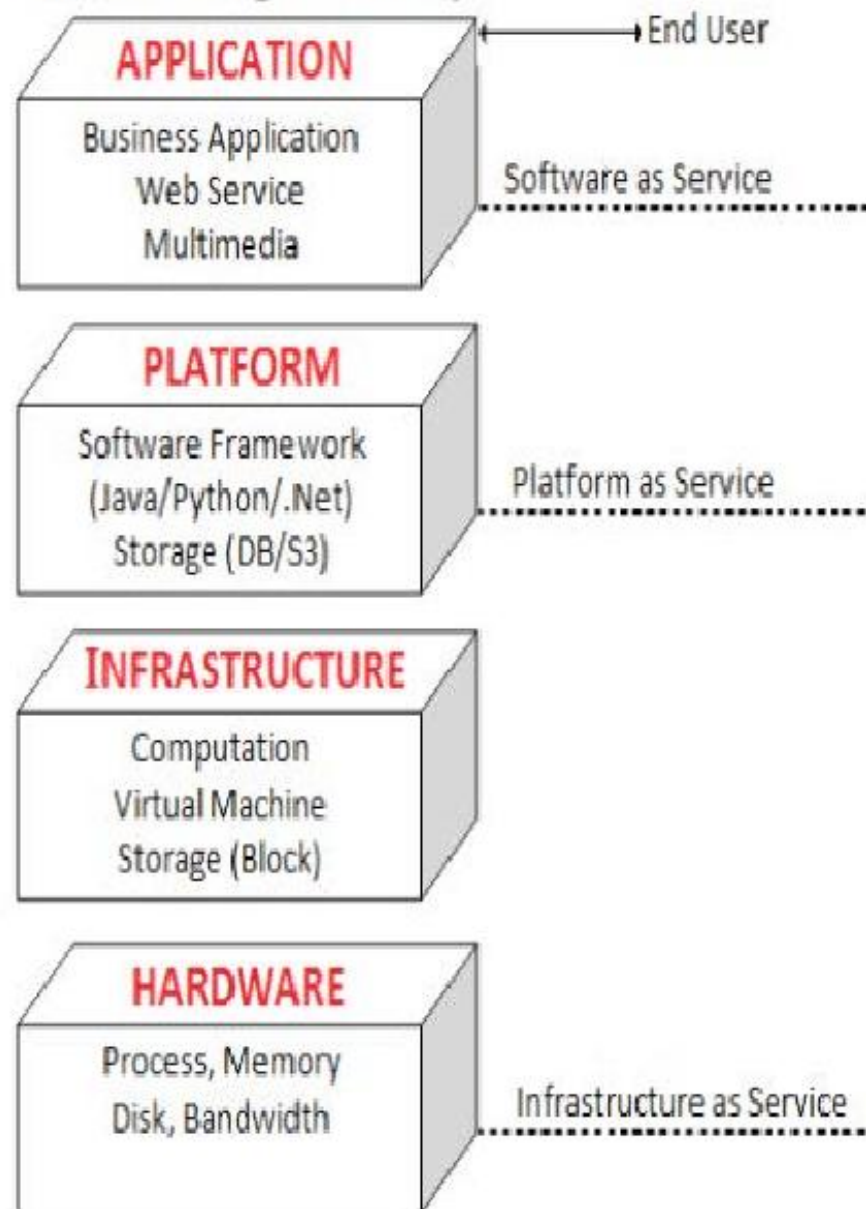 End User
APPLICATION
Business Application
Web Service
Multimedia
Software as Service
PLATFORM
Software Framework
(Java/Python/.Net)
Storage (DB/S3)
Platform as Service
INFRASTRUCTURE
Computation
Virtual Machine
Storage (Block)
HARDWARE
Process, Memory
Disk, Bandwidth
Infrastructure as Service